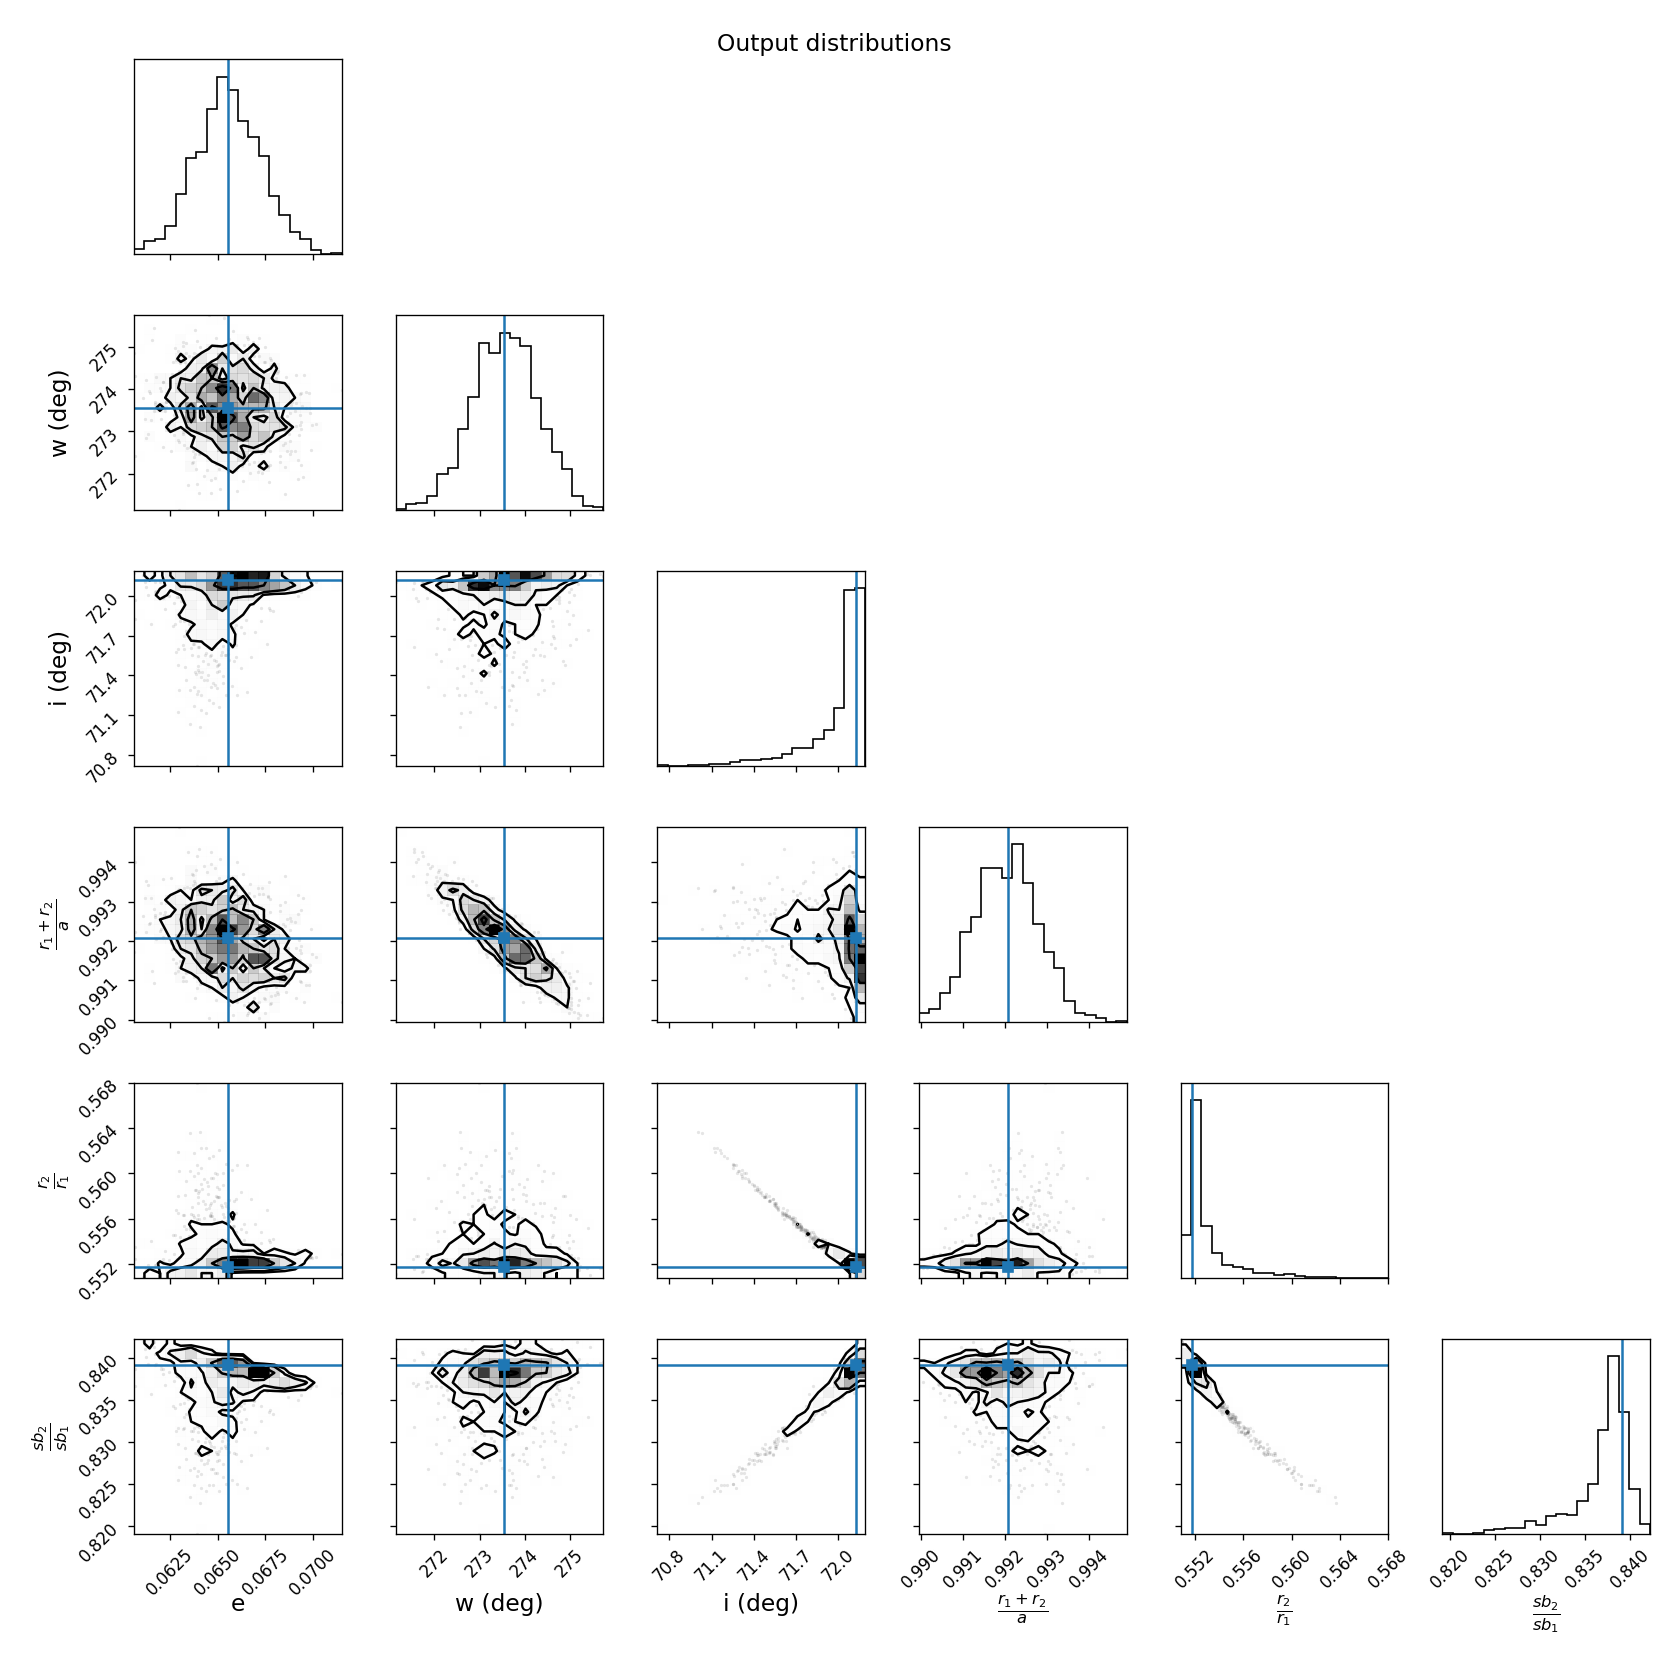 Output distributions
w (deg)
275
274
273
272
i (deg)
72.0
71.7
71.4
71.1
70.8
r₁ + r₂
a
0.994
0.993
0.992
0.991
0.990
r₂
r₁
0.568
0.564
0.560
0.556
0.552
sb₂
sb₁
0.840
0.835
0.830
0.825
0.820
0.0625 0.0650 0.0675 0.0700
272 273 274 275
70.8 71.1 71.4 71.7 72.0
0.990 0.991 0.992 0.993 0.994
0.552 0.556 0.560 0.564 0.568
0.820 0.825 0.830 0.835 0.840
e
w (deg)
i (deg)
r₁ + r₂
a
r₂
r₁
sb₂
sb₁